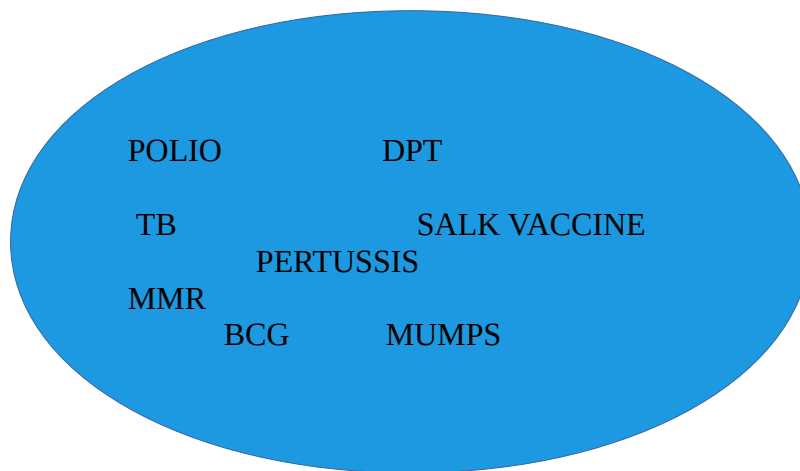 POLIO DPT
TB SALK VACCINE
PERTUSSIS
MMR
BCG MUMPS